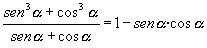 (sen³α + cos³α)/(senα + cosα) = 1 − senα·cosα